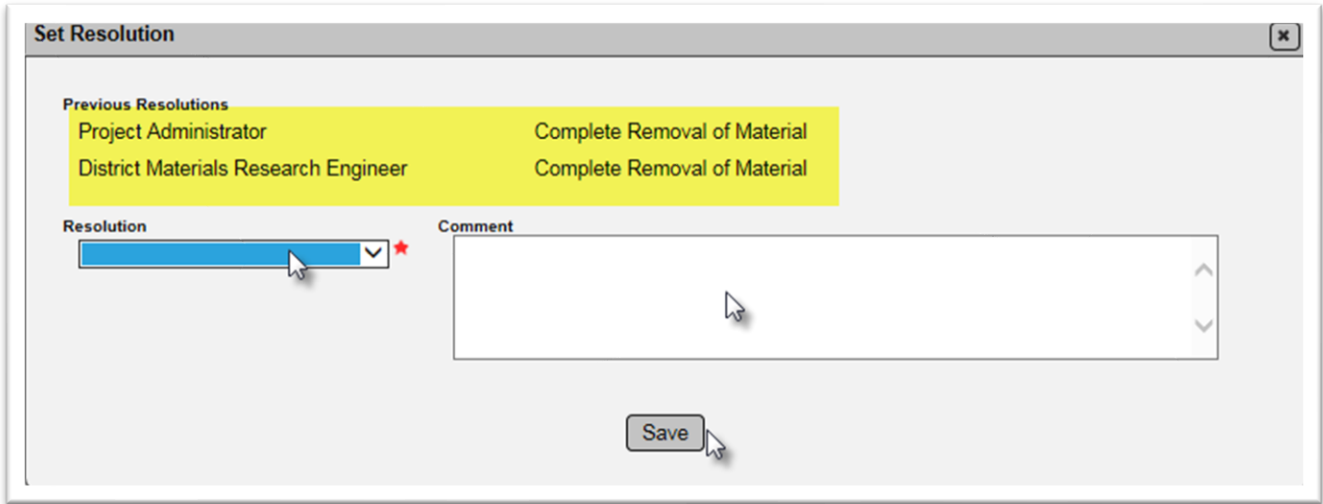 Set Resolution
Previous Resolutions
Project Administrator Complete Removal of Material
District Materials Research Engineer Complete Removal of Material
Resolution Comment
Save